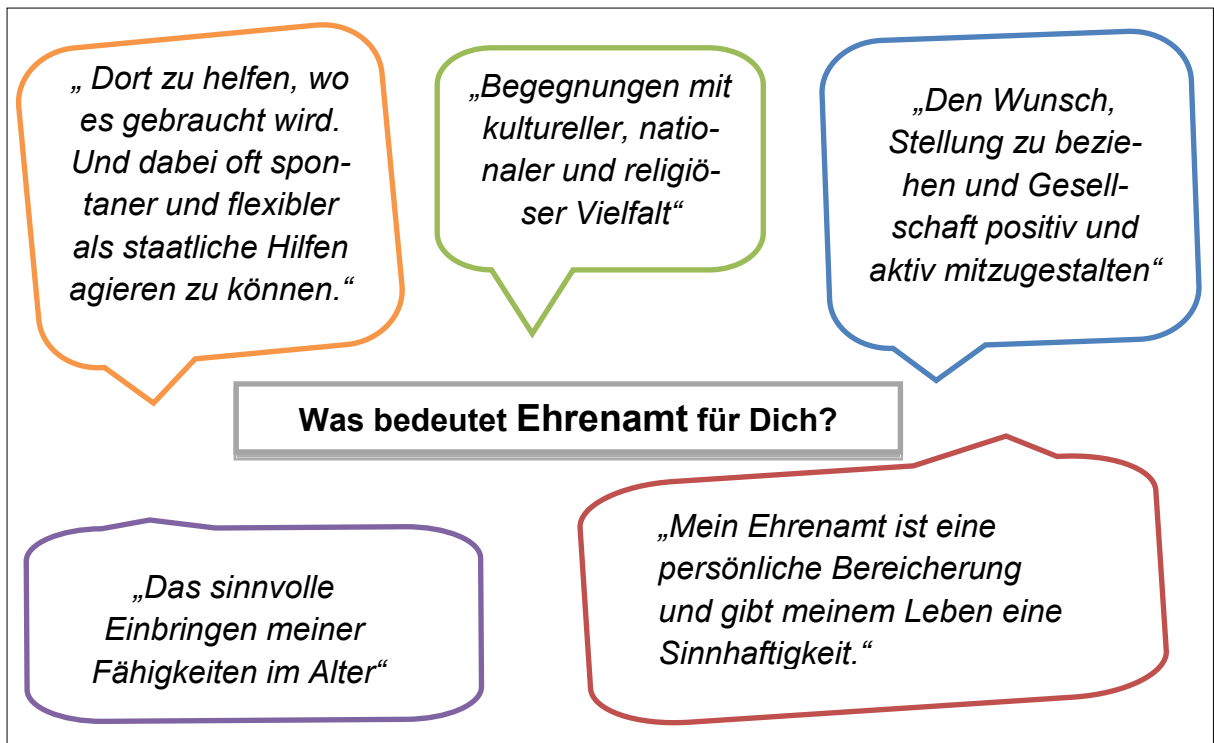 „ Dort zu helfen, wo
es gebraucht wird.
Und dabei oft spon-
taner und flexibler
als staatliche Hilfen
agieren zu können.“
„Begegnungen mit
kultureller, natio-
naler und religiö-
ser Vielfalt“
„Den Wunsch,
Stellung zu bezie-
hen und Gesell-
schaft positiv und
aktiv mitzugestalten“
Was bedeutet Ehrenamt für Dich?
„Das sinnvolle
Einbringen meiner
Fähigkeiten im Alter“
„Mein Ehrenamt ist eine
persönliche Bereicherung
und gibt meinem Leben eine
Sinnhaftigkeit.“